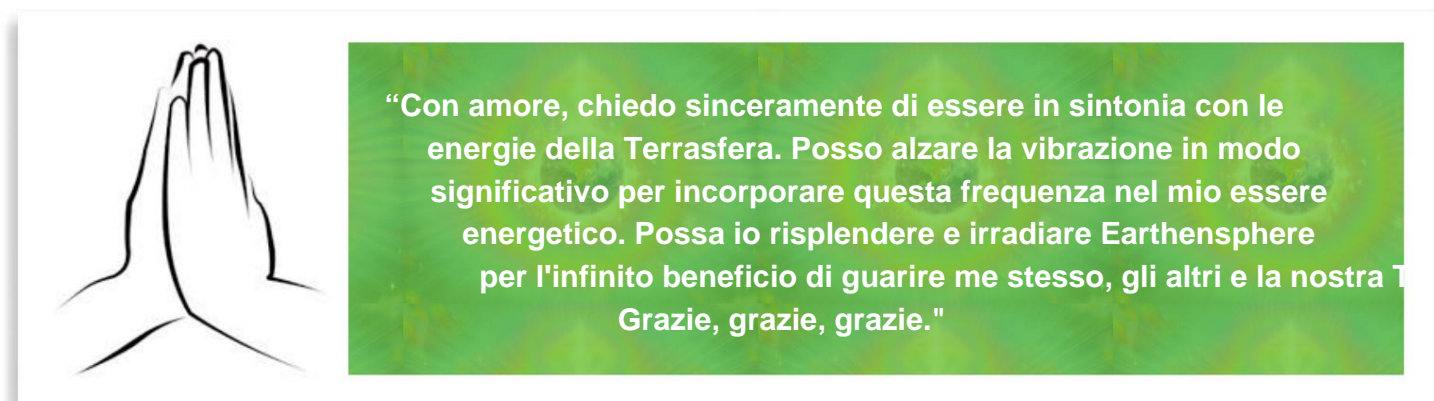 “Con amore, chiedo sinceramente di essere in sintonia con le
energie della Terrasfera. Posso alzare la vibrazione in modo
significativo per incorporare questa frequenza nel mio essere
energetico. Possa io risplendere e irradiare Earthensphere
per l'infinito beneficio di guarire me stesso, gli altri e la nostra
Grazie, grazie, grazie."